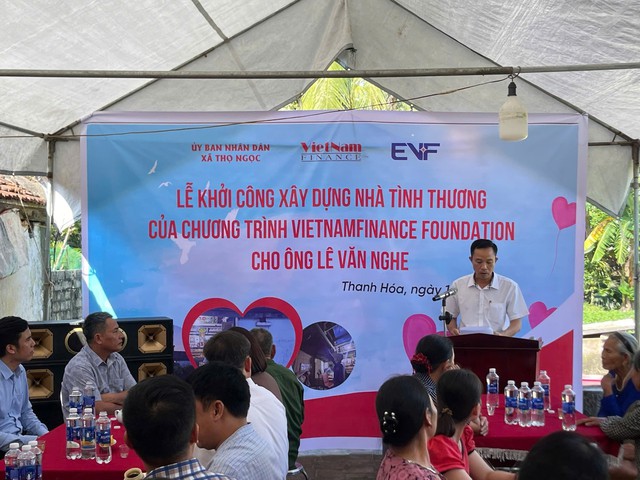 ỦY BAN NHÂN DÂN
XÃ THỌ NGỌC
VIETNAM
FINANCE
EVF
LỄ KHỞI CÔNG XÂY DỰNG NHÀ TÌNH THƯƠNG
CỦA CHƯƠNG TRÌNH VIETNAMFINANCE FOUNDATION
CHO ÔNG LÊ VĂN NGHE
Thanh Hóa, ngày 1